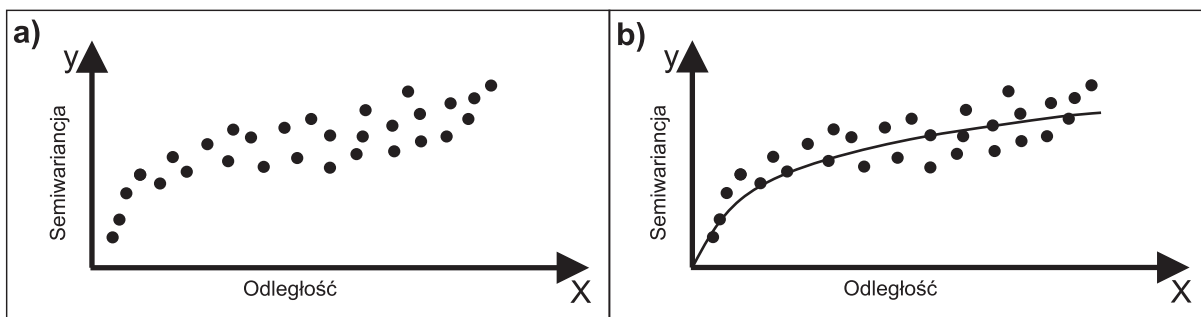 a)
y
Semiwariancja
Odległość
X
b)
y
Semiwariancja
Odległość
X